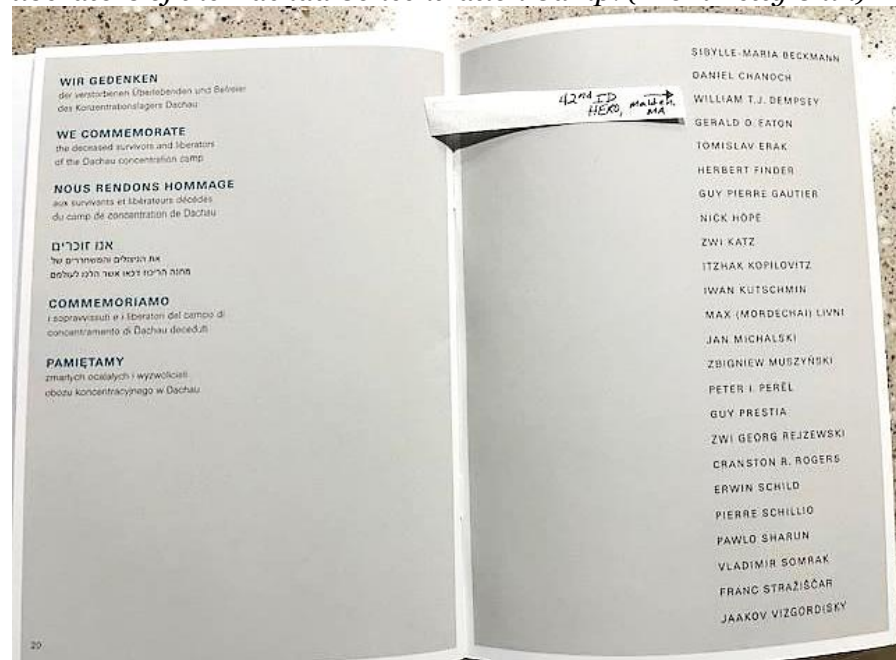 WIR GEDENKEN
der verstorbenen Überlebenden und Befreier
des Konzentrationslagers Dachau
WE COMMEMORATE
the deceased survivors and liberators
of the Dachau concentration camp
NOUS RENDONS HOMMAGE
aux survivants et libérateurs décédés
du camp de concentration de Dachau
אנו זוכרים
את הניצולים והמשחררים של
מחנה הריכוז דכאו אשר הלכו לעולמם
COMMEMORIAMO
i sopravvissuti e i liberatori del campo di
concentramento di Dachau deceduti
PAMIĘTAMY
zmarłych ocalałych i wyzwolicieli
obozu koncentracyjnego w Dachau
20
42nd ID
HERO, Malden,
MA
SIBYLLE-MARIA BECKMANN
DANIEL CHANOCH
WILLIAM T.J. DEMPSEY
GERALD O. EATON
TOMISLAV ERAK
HERBERT FINDER
GUY PIERRE GAUTIER
NICK HOPE
ZWI KATZ
ITZHAK KOPILOVITZ
IWAN KUTSCHMIN
MAX (MORDECHAI) LIVNI
JAN MICHALSKI
ZBIGNIEW MUSZYŃSKI
PETER I. PERĒL
GUY PRESTIA
ZWI GEORG REJZEWSKI
CRANSTON R. ROGERS
ERWIN SCHILD
PIERRE SCHILLIO
PAWLO SHARUN
VLADIMIR SOMRAK
FRANC STRAŽIŠČAR
JAAKOV VIZGORDISKY